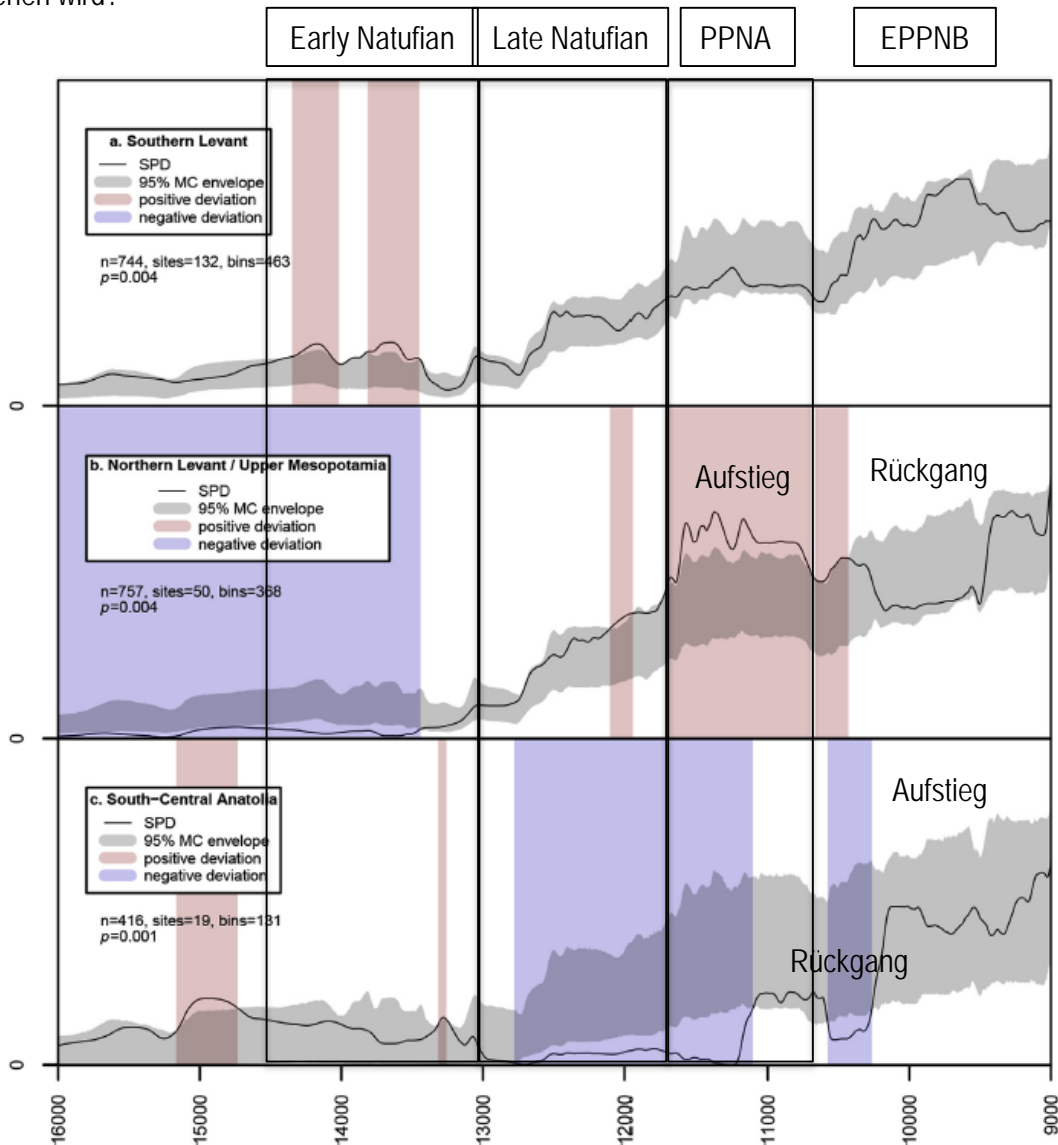 Early Natufian Late Natufian PPNA EPPNB
a. Southern Levant
SPD
95% MC envelope
positive deviation
negative deviation
n=744, sites=132, bins=463
p=0.004
0
b. Northern Levant / Upper Mesopotamia
SPD
95% MC envelope
positive deviation
negative deviation
n=757, sites=50, bins=368
p=0.004
Aufstieg
Rückgang
0
c. South-Central Anatolia
SPD
95% MC envelope
positive deviation
negative deviation
n=416, sites=19, bins=131
p=0.001
Aufstieg
Rückgang
0
16000 15000 14000 13000 12000 11000 10000 9000